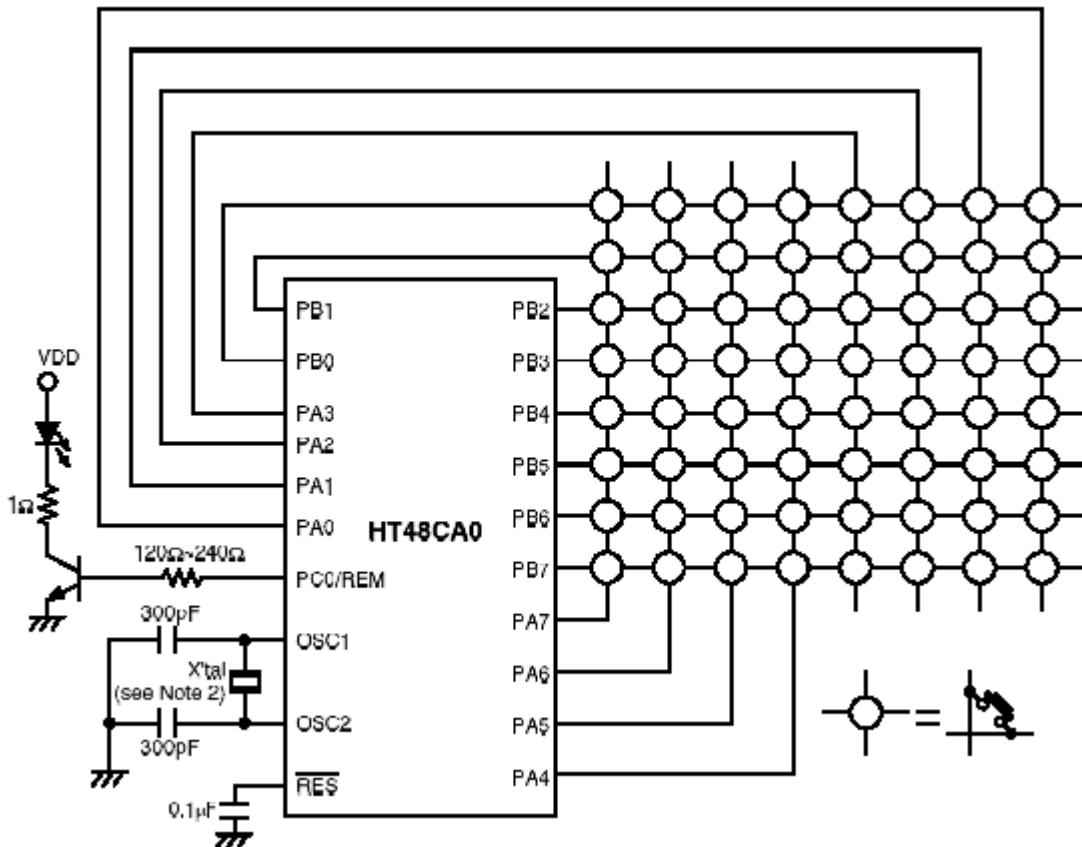 PB1
PB0
PA3
PA2
PA1
PA0
PC0/REM
OSC1
OSC2
RES
HT48CA0
PB2
PB3
PB4
PB5
PB6
PB7
PA7
PA6
PA5
PA4
VDD
1Ω
120Ω~240Ω
300pF
X'tal
(see Note 2)
300pF
0.1μF